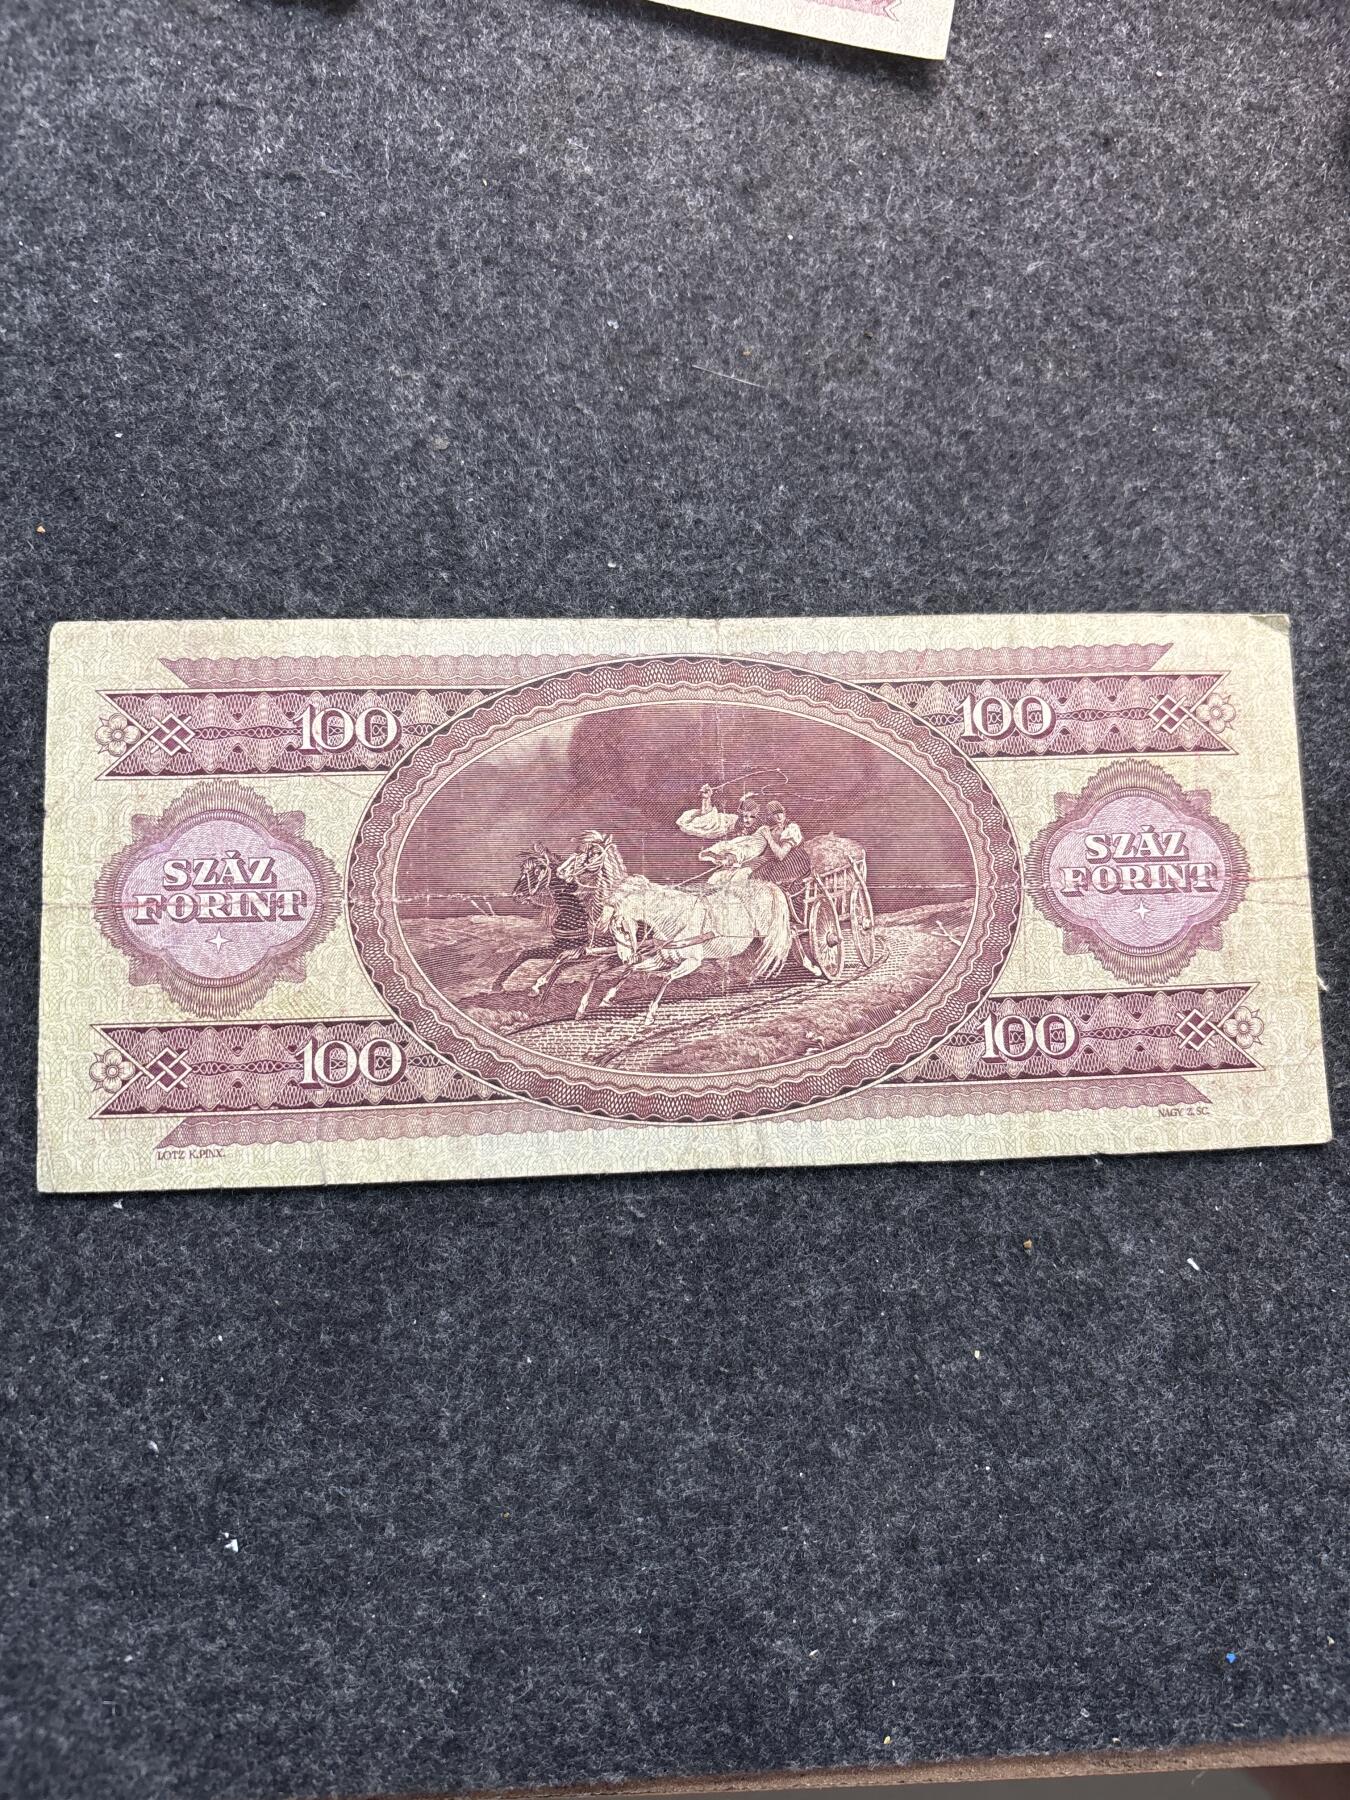 100
100
SZÁZ
FORINT
SZÁZ
FORINT
100
100
LOTZ K. PINX.
NAGY Z. SC.